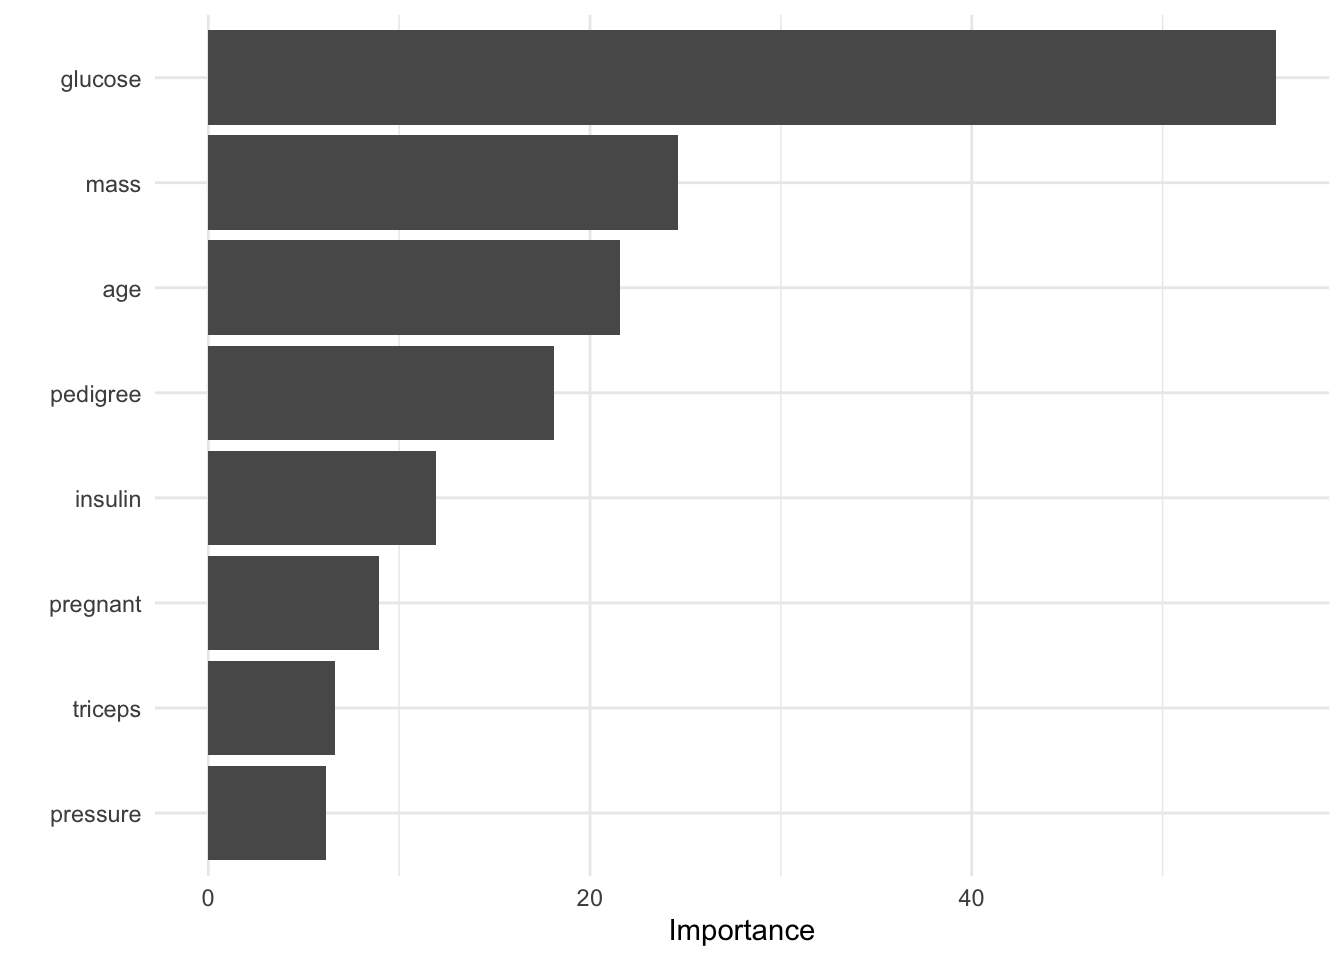 glucose
mass
age
pedigree
insulin
pregnant
triceps
pressure
0 20 40
Importance